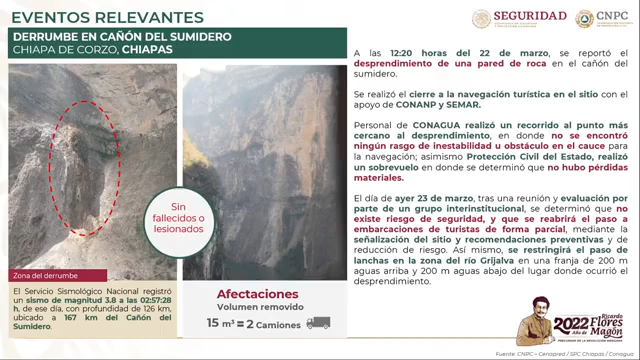 EVENTOS RELEVANTES
SEGURIDAD
CNPC
DERRUMBE EN CAÑÓN DEL SUMIDERO
CHIAPA DE CORZO, CHIAPAS
Sin
fallecidos o
lesionados
Zona del derrumbe
El Servicio Sismológico Nacional registró
un sismo de magnitud 3.8 a las 02:57:28
h, de ese día, con profundidad de 126 km,
ubicado a 167 km del Cañón del
Sumidero.
Afectaciones
Volumen removido
15 m³ = 2 Camiones
A las 12:20 horas del 22 de marzo, se reportó el
desprendimiento de una pared de roca en el cañón del
sumidero.
Se realizó el cierre a la navegación turística en el sitio con el
apoyo de CONANP y SEMAR.
Personal de CONAGUA realizó un recorrido al punto más
cercano al desprendimiento, en donde no se encontró
ningún rasgo de inestabilidad u obstáculo en el cauce para
la navegación; asimismo Protección Civil del Estado, realizó
un sobrevuelo en donde se determinó que no hubo pérdidas
materiales.
El día de ayer 23 de marzo, tras una reunión y evaluación por
parte de un grupo interinstitucional, se determinó que no
existe riesgo de seguridad, y que se reabrirá el paso a
embarcaciones de turistas de forma parcial, mediante la
señalización del sitio y recomendaciones preventivas y de
reducción de riesgo. Así mismo, se restringirá el paso de
lanchas en la zona del río Grijalva en una franja de 200 m
aguas arriba y 200 m aguas abajo del lugar donde ocurrió el
desprendimiento.
2022 Ricardo
Flores
Año de Magón
PRECURSOR DE LA REVOLUCIÓN MEXICANA
Fuente: CNPC – Cenapred / SPC Chiapas / Conagua